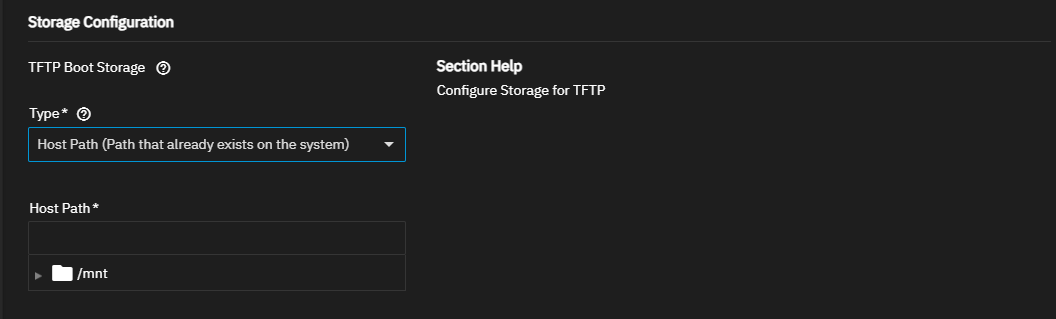 Storage Configuration
TFTP Boot Storage
Type*
Host Path (Path that already exists on the system)
Host Path*
/mnt
Section Help
Configure Storage for TFTP